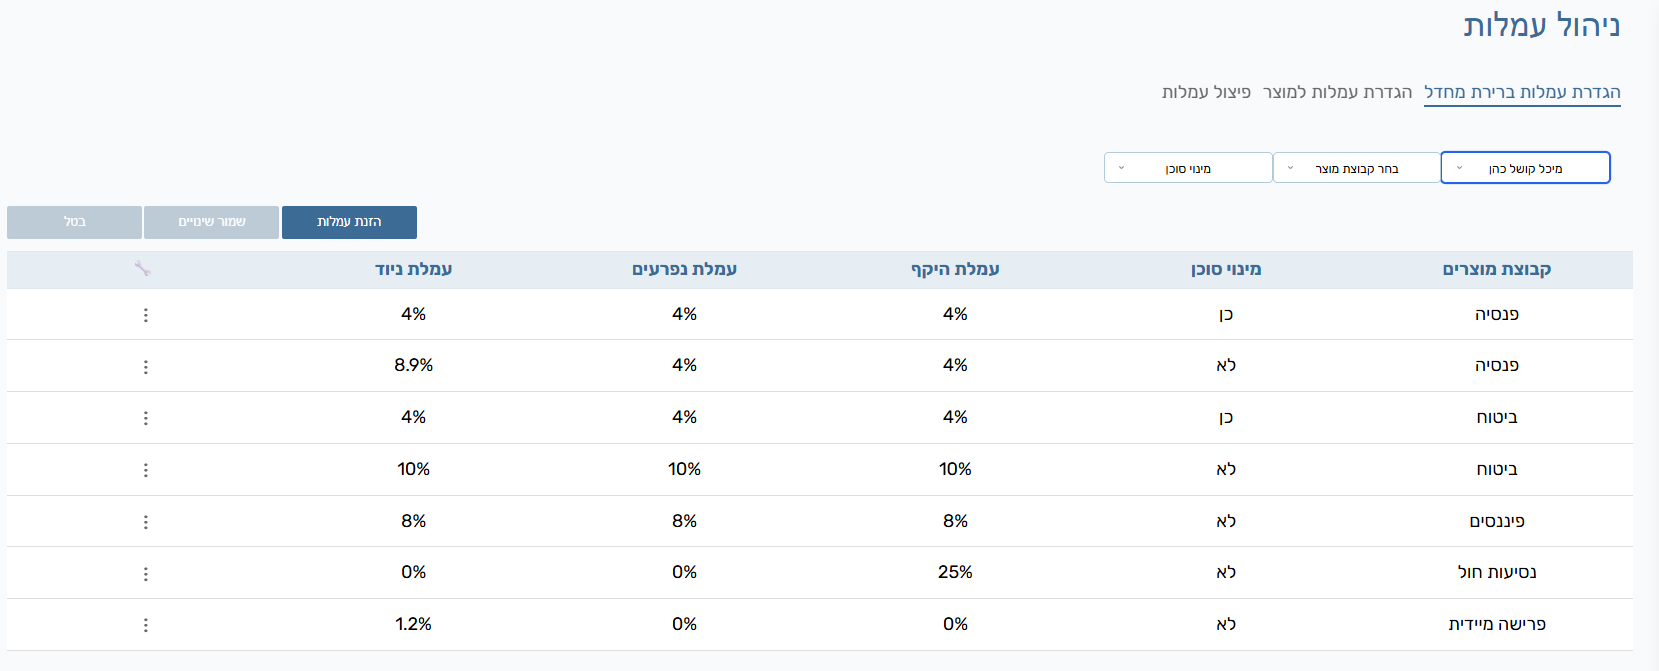 ניהול עמלות
הגדרת עמלות ברירת מחדל הגדרת עמלות למוצר פיצול עמלות
מיכל קושל כהן בחר קבוצת מוצר מינוי סוכן
הזנת עמלות שמור שינויים בטל
קבוצת מוצרים מינוי סוכן עמלת היקף עמלת נפרעים עמלת ניוד
פנסיה כן 4% 4% 4%
פנסיה לא 4% 4% 8.9%
ביטוח כן 4% 4% 4%
ביטוח לא 10% 10% 10%
פיננסים לא 8% 8% 8%
נסיעות חול לא 25% 0% 0%
פרישה מיידית לא 0% 0% 1.2%